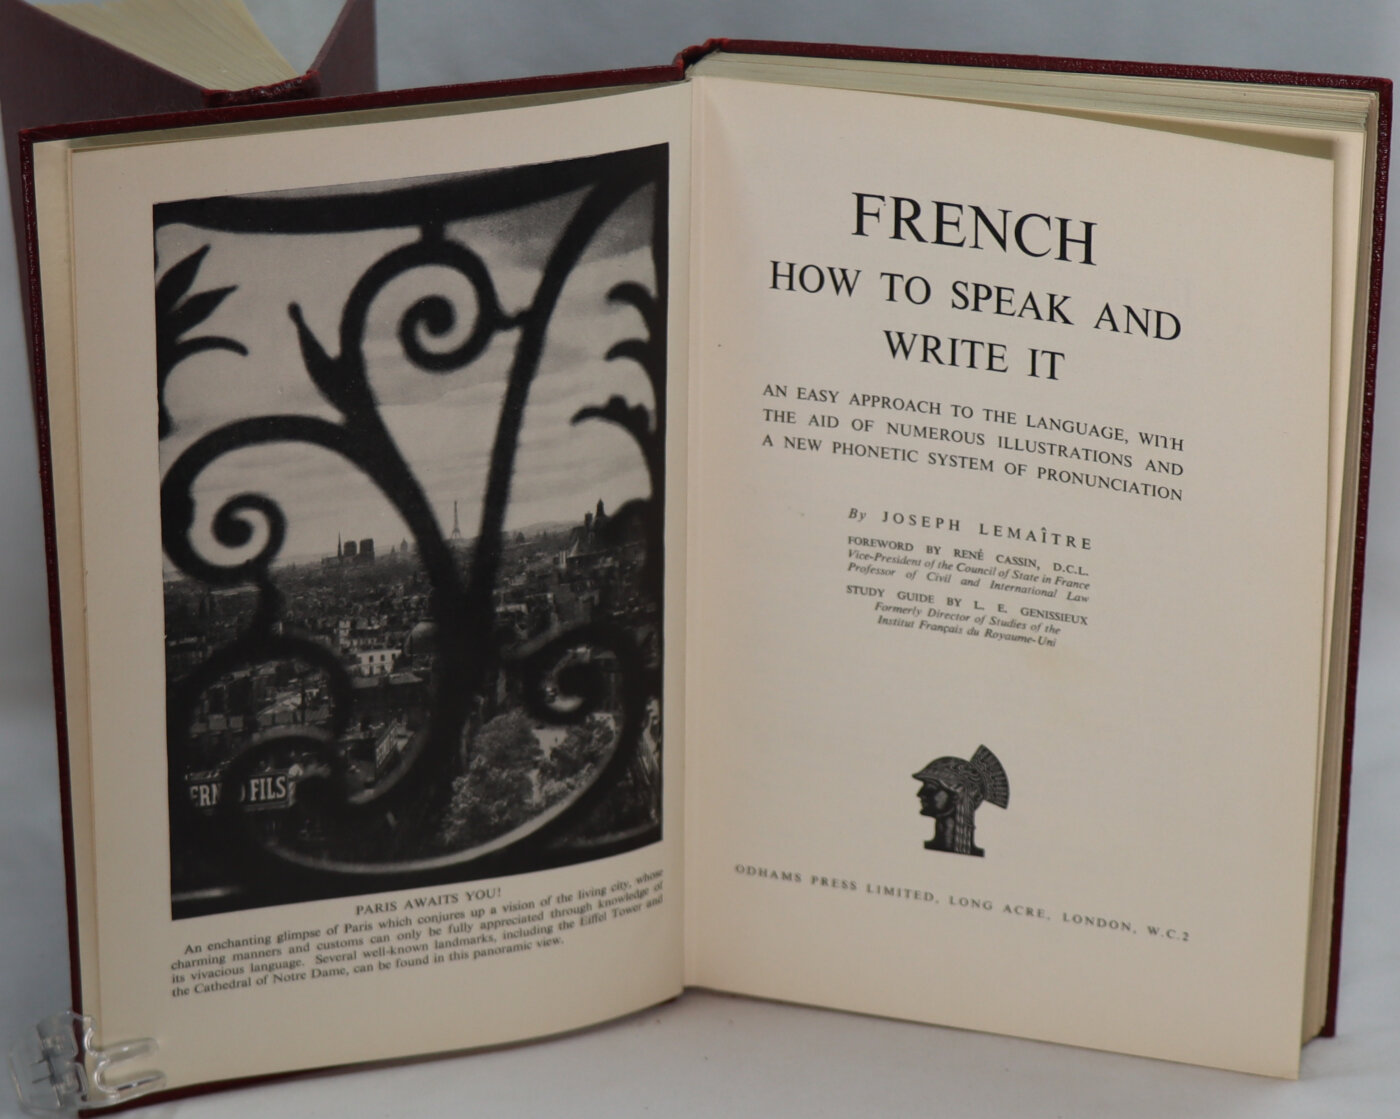 ERN
FILS
PARIS AWAITS YOU!
An enchanting glimpse of Paris which conjures up a vision of the living city, whose
charming manners and customs can only be fully appreciated through knowledge of
its vivacious language. Several well-known landmarks, including the Eiffel Tower and
the Cathedral of Notre Dame, can be found in this panoramic view.
FRENCH
HOW TO SPEAK AND
WRITE IT
AN EASY APPROACH TO THE LANGUAGE, WITH
THE AID OF NUMEROUS ILLUSTRATIONS AND
A NEW PHONETIC SYSTEM OF PRONUNCIATION
By JOSEPH LEMAÎTRE
FOREWORD BY RENÉ CASSIN, D.C.L.
Vice-President of the Council of State in France
Professor of Civil and International Law
STUDY GUIDE BY L. E. GENISSIEUX
Formerly Director of Studies of the
Institut Français du Royaume-Uni
ODHAMS PRESS LIMITED, LONG ACRE, LONDON, W.C.2